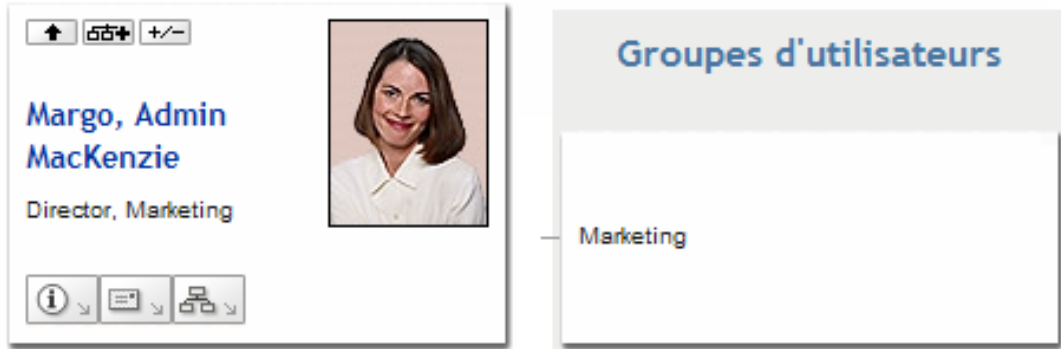 +/-
Margo, Admin
MacKenzie
Director, Marketing
Groupes d'utilisateurs
Marketing